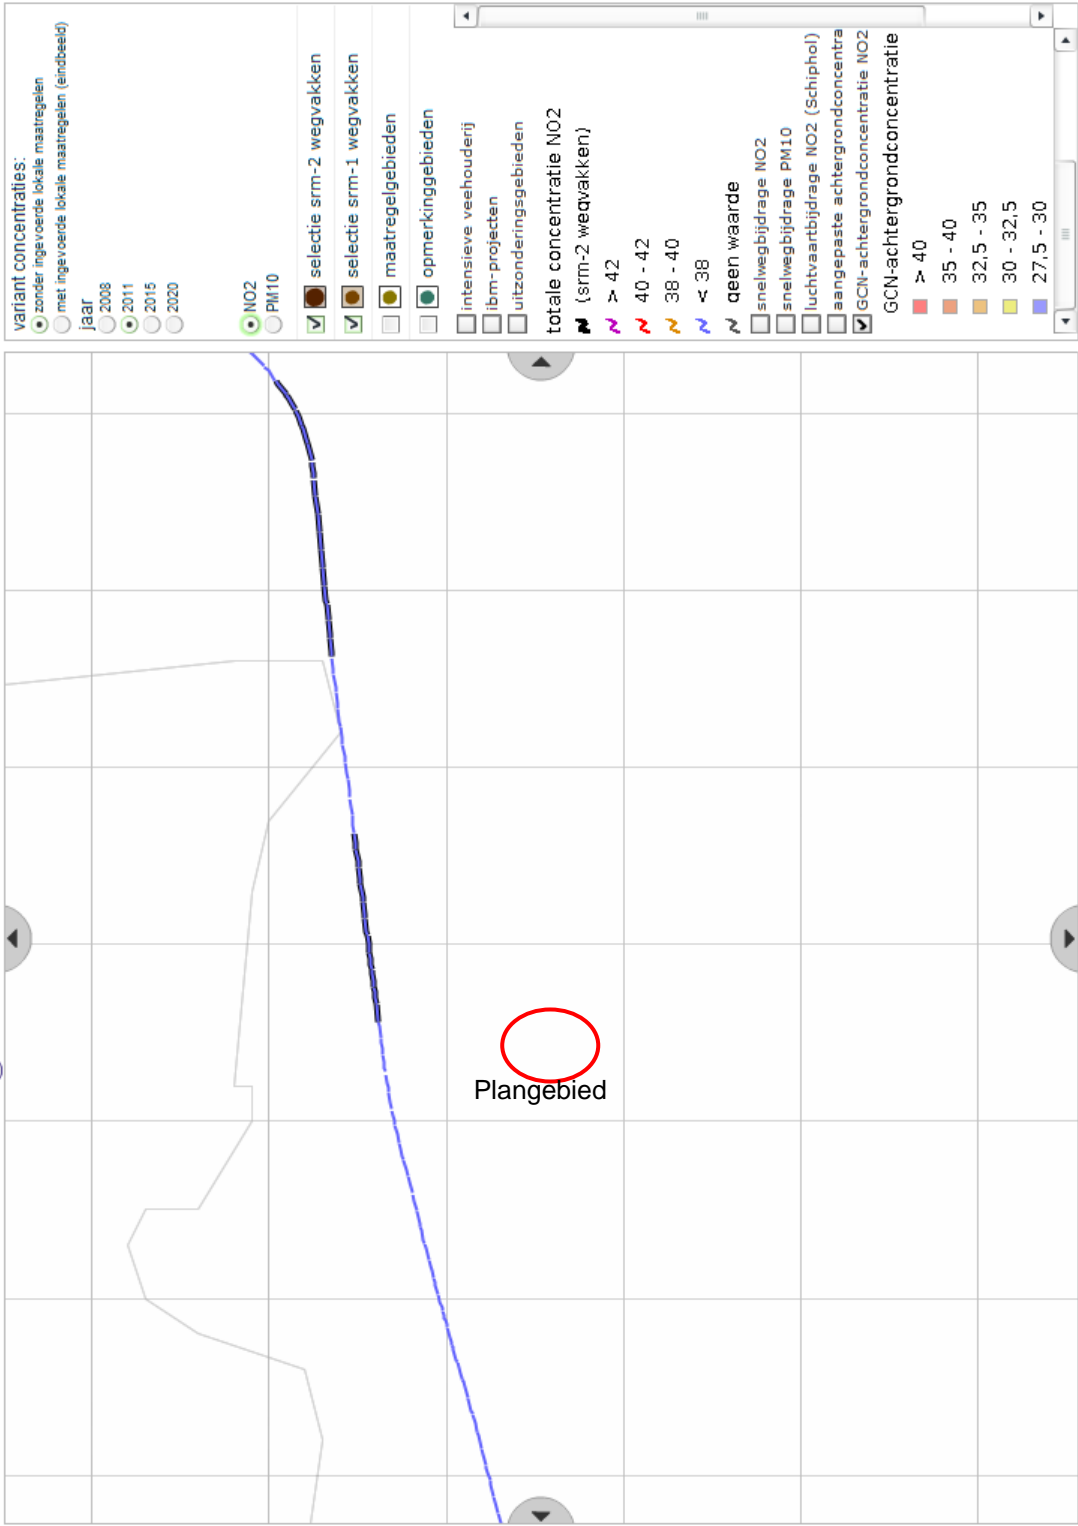 variant concentraties:
zonder ingevoerde lokale maatregelen
met ingevoerde lokale maatregelen (eindbeeld)
jaar
2008
2011
2015
2020
NO2
PM10
selectie srm-2 wegvakken
selectie srm-1 wegvakken
maatregelgebieden
opmerkinggebieden
intensieve veehouderij
ibm-projecten
uitzonderingsgebieden
totale concentratie NO2
(srm-2 wegvakken)
> 42
40 - 42
38 - 40
< 38
geen waarde
snelwegbijdrage NO2
snelwegbijdrage PM10
luchtvaartbijdrage NO2 (Schiphol)
aangepaste achtergrondconcentra
GCN-achtergrondconcentratie NO2
GCN-achtergrondconcentratie
> 40
35 - 40
32,5 - 35
30 - 32,5
27,5 - 30
Plangebied